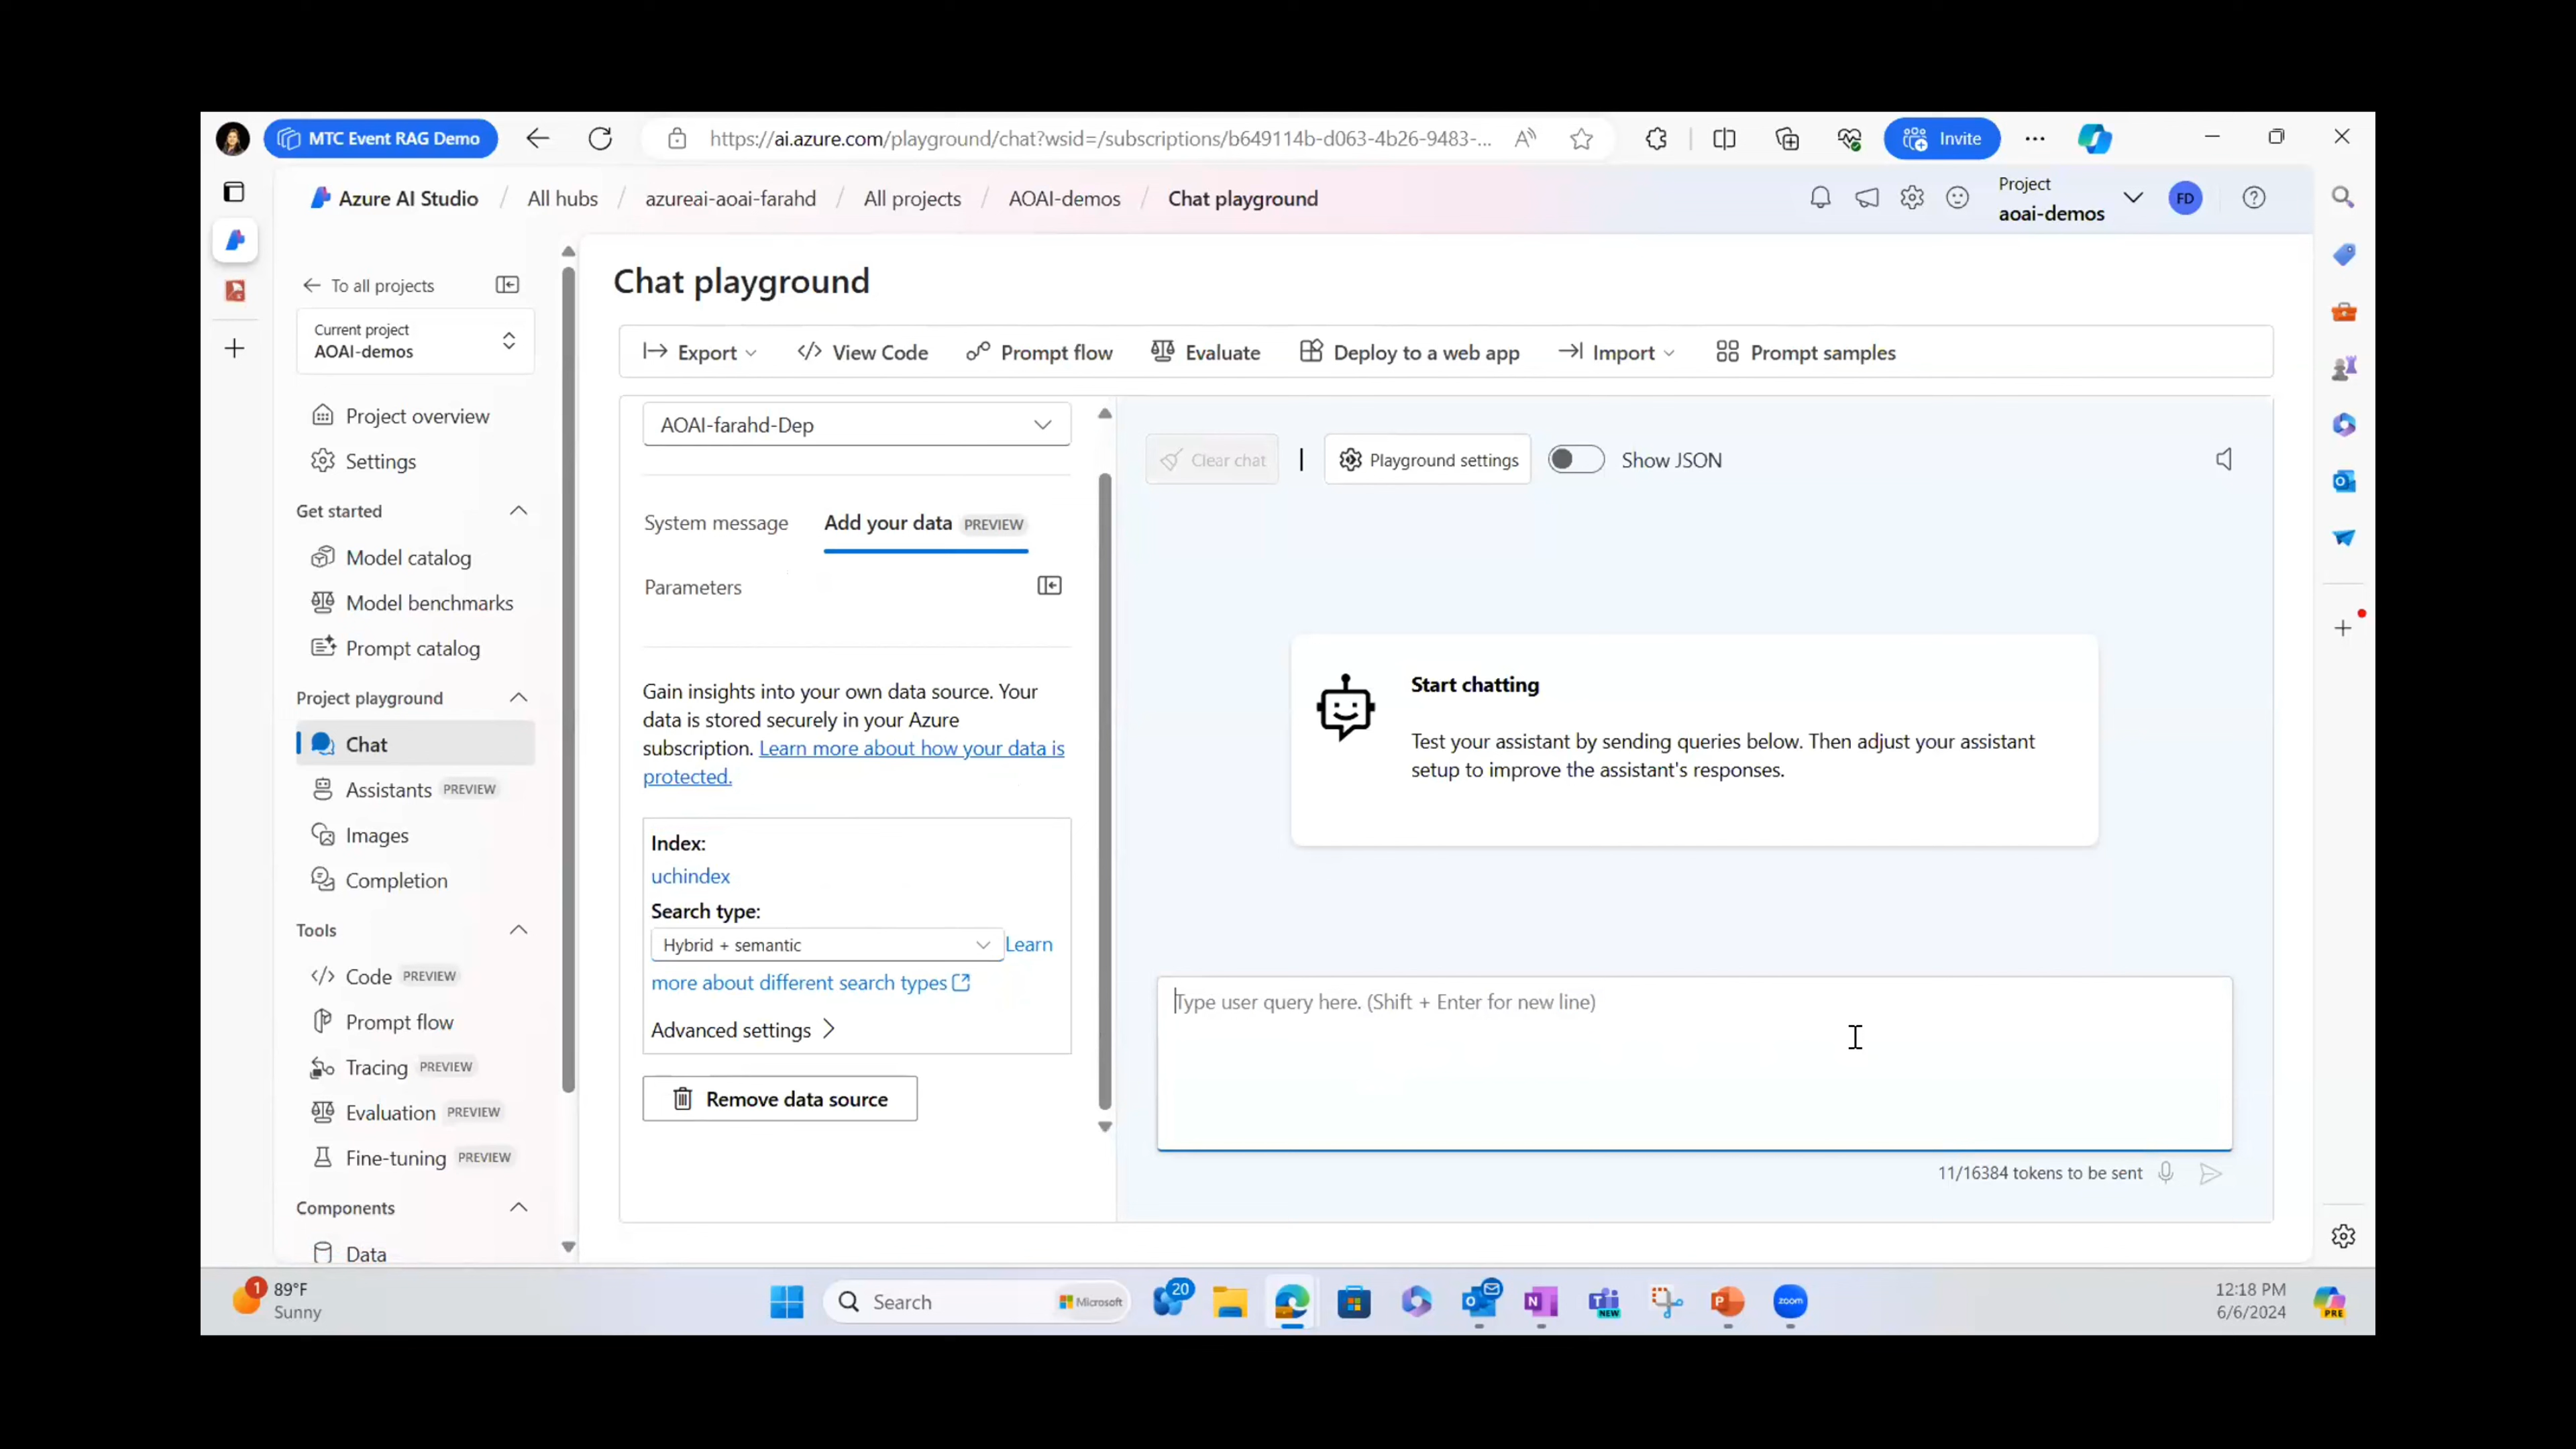 MTC Event RAG Demo
https://ai.azure.com/playground/chat?wsid=/subscriptions/b649114b-d063-4b26-9483-...
Invite
Azure AI Studio / All hubs / azureai-aoai-farahd / All projects / AOAI-demos / Chat playground
Project
aoai-demos
FD
To all projects
Current project
AOAI-demos
Project overview
Settings
Get started
Model catalog
Model benchmarks
Prompt catalog
Project playground
Chat
Assistants PREVIEW
Images
Completion
Tools
Code PREVIEW
Prompt flow
Tracing PREVIEW
Evaluation PREVIEW
Fine-tuning PREVIEW
Components
Data
Chat playground
Export
View Code
Prompt flow
Evaluate
Deploy to a web app
Import
Prompt samples
AOAI-farahd-Dep
System message
Add your data PREVIEW
Parameters
Gain insights into your own data source. Your
data is stored securely in your Azure
subscription. Learn more about how your data is
protected.
Index:
uchindex
Search type:
Hybrid + semantic
Learn
more about different search types
Advanced settings
Remove data source
Clear chat
Playground settings
Show JSON
Start chatting
Test your assistant by sending queries below. Then adjust your assistant
setup to improve the assistant's responses.
Type user query here. (Shift + Enter for new line)
11/16384 tokens to be sent
1
89°F
Sunny
Search
Microsoft
20
NEW
zoom
12:18 PM
6/6/2024
PRE